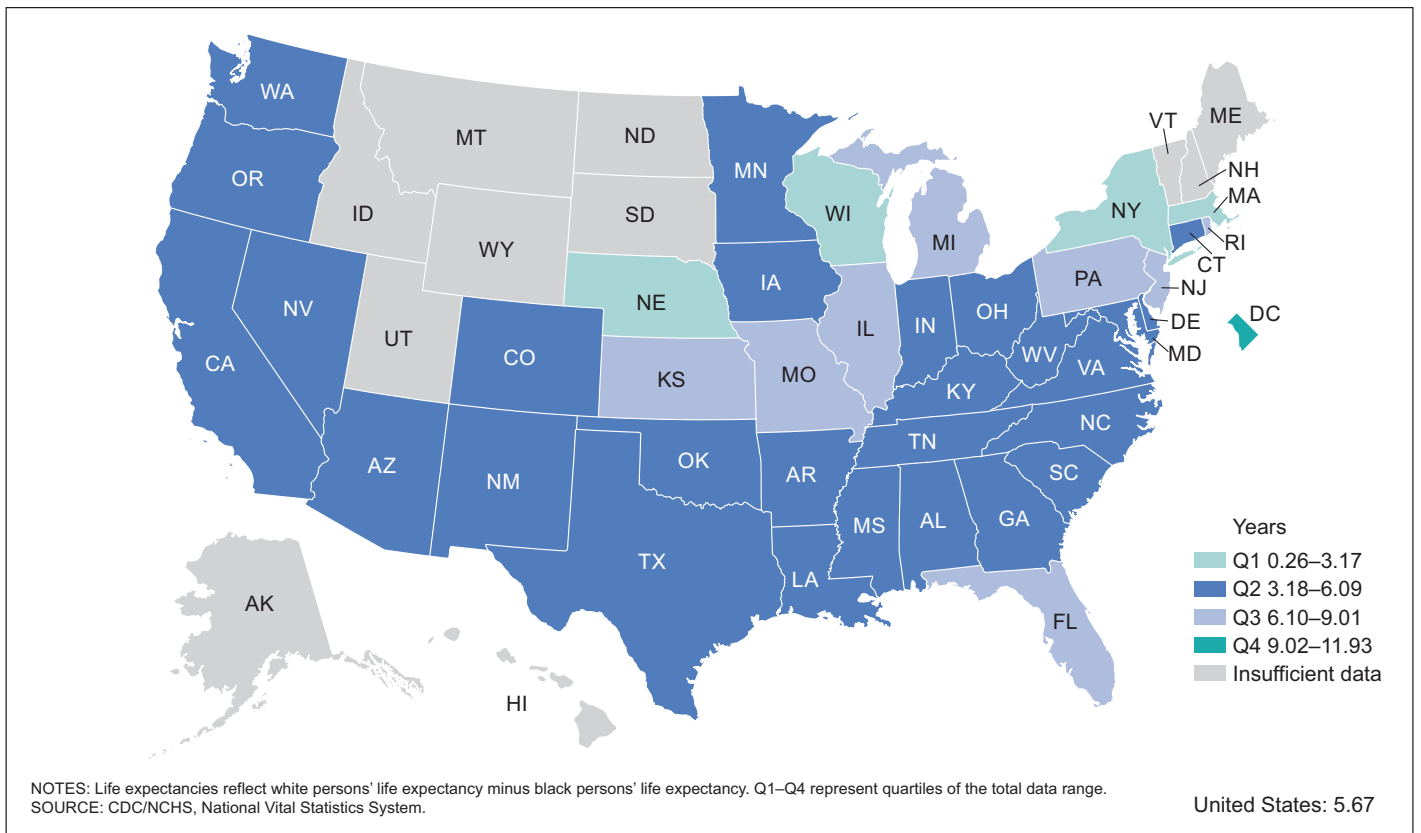 WA
MT
ND
MN
VT
ME
OR
ID
SD
WI
NH
MA
NY
WY
MI
RI
CT
NE
IA
PA
NJ
NV
UT
CO
IL
IN
OH
DE
DC
MD
CA
KS
MO
WV
VA
KY
NC
TN
AZ
NM
OK
AR
SC
MS
AL
GA
TX
LA
FL
AK
HI
Years
Q1 0.26–3.17
Q2 3.18–6.09
Q3 6.10–9.01
Q4 9.02–11.93
Insufficient data
NOTES: Life expectancies reflect white persons’ life expectancy minus black persons’ life expectancy. Q1–Q4 represent quartiles of the total data range.
SOURCE: CDC/NCHS, National Vital Statistics System.
United States: 5.67